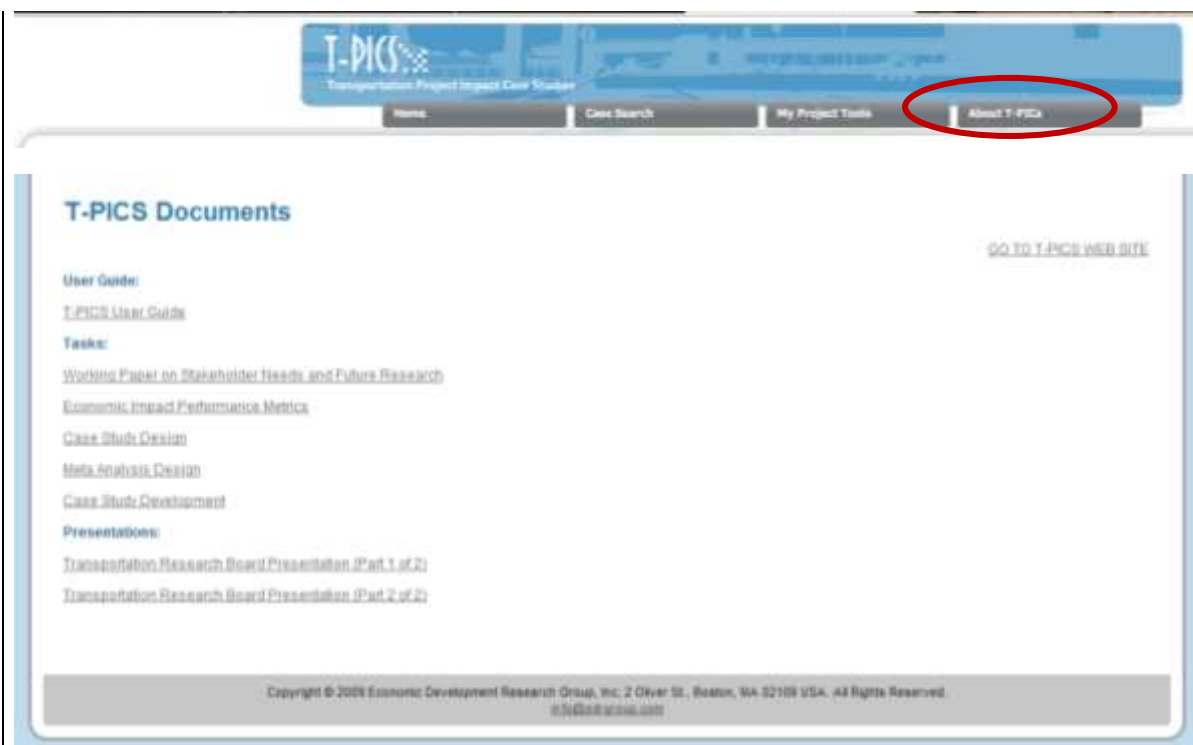 T-PICS
Transportation Project Impact Case Studies
Home Case Search My Project Tools About T-PICs
T-PICS Documents
GO TO T-PICS WEB SITE
User Guide:
T-PICS User Guide
Tasks:
Working Paper on Stakeholder Needs and Future Research
Economic Impact Performance Metrics
Case Study Design
Meta Analysis Design
Case Study Development
Presentations:
Transportation Research Board Presentation (Part 1 of 2)
Transportation Research Board Presentation (Part 2 of 2)
Copyright © 2009 Economic Development Research Group, Inc, 2 Oliver St., Boston, MA 02109 USA. All Rights Reserved.
info@edrgroup.com